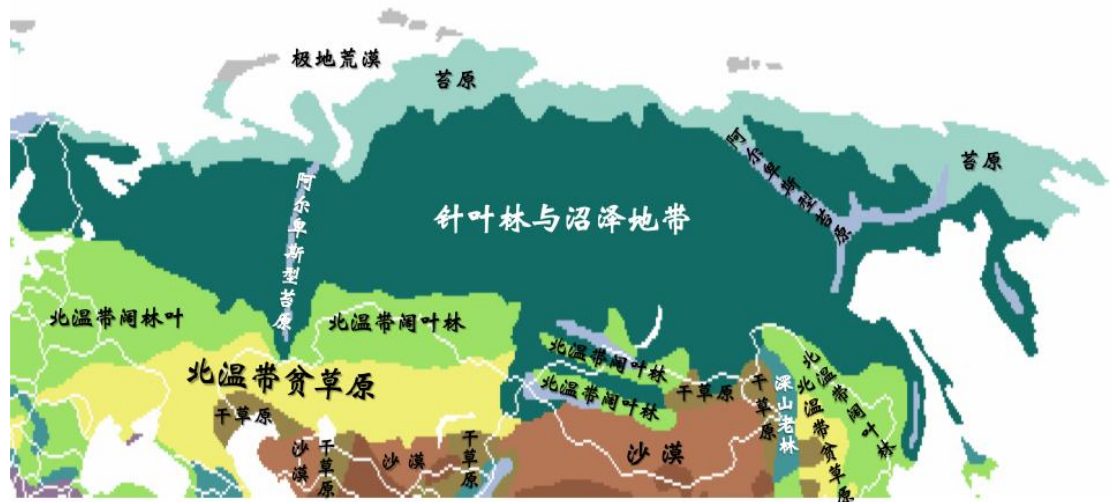 极地荒漠
苔原
苔原
阿尔卑斯型苔原
阿尔卑斯型苔原
针叶林与沼泽地带
北温带阔林叶
北温带阔叶林
北温带阔叶林
北温带阔叶林
北温带阔叶林
北温带贫草原
干草原
沙漠
干草原
沙漠
干草原
沙漠
干草原
干草原
深山老林
北温带贫草原